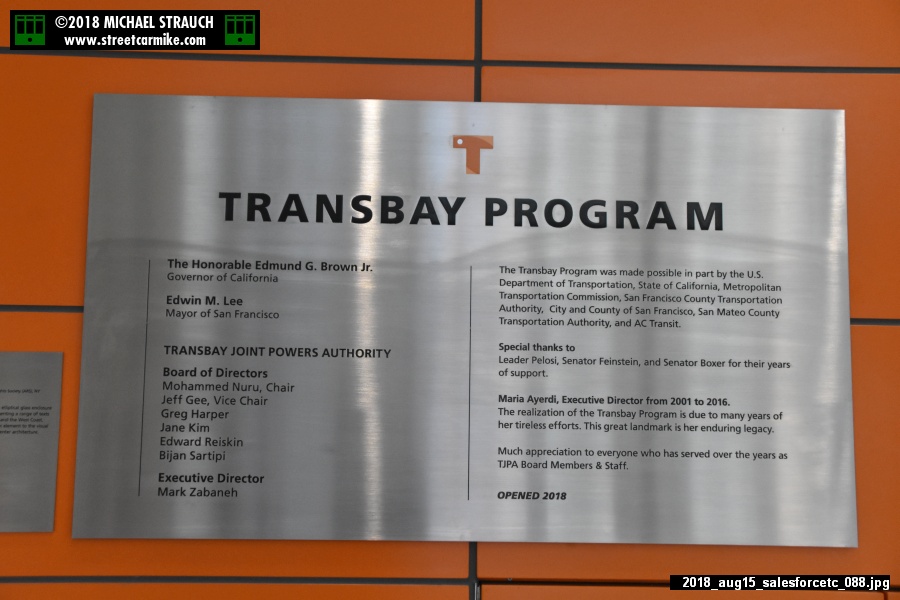 ©2018 MICHAEL STRAUCH
www.streetcarmike.com
T
TRANSBAY PROGRAM
The Honorable Edmund G. Brown Jr.
Governor of California
Edwin M. Lee
Mayor of San Francisco
TRANSBAY JOINT POWERS AUTHORITY
Board of Directors
Mohammed Nuru, Chair
Jeff Gee, Vice Chair
Greg Harper
Jane Kim
Edward Reiskin
Bijan Sartipi
Executive Director
Mark Zabaneh
The Transbay Program was made possible in part by the U.S.
Department of Transportation, State of California, Metropolitan
Transportation Commission, San Francisco County Transportation
Authority, City and County of San Francisco, San Mateo County
Transportation Authority, and AC Transit.
Special thanks to
Leader Pelosi, Senator Feinstein, and Senator Boxer for their years
of support.
Maria Ayerdi, Executive Director from 2001 to 2016.
The realization of the Transbay Program is due to many years of
her tireless efforts. This great landmark is her enduring legacy.
Much appreciation to everyone who has served over the years as
TJPA Board Members & Staff.
OPENED 2018
elliptical glass enclosure
and the West Coast.
2018_aug15_salesforcetc_088.jpg